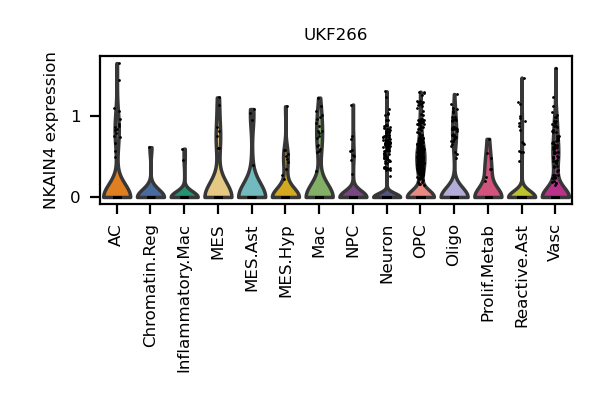 UKF266
NKAIN4 expression
1
0
AC
Chromatin.Reg
Inflammatory.Mac
MES
MES.Ast
MES.Hyp
Mac
NPC
Neuron
OPC
Oligo
Prolif.Metab
Reactive.Ast
Vasc